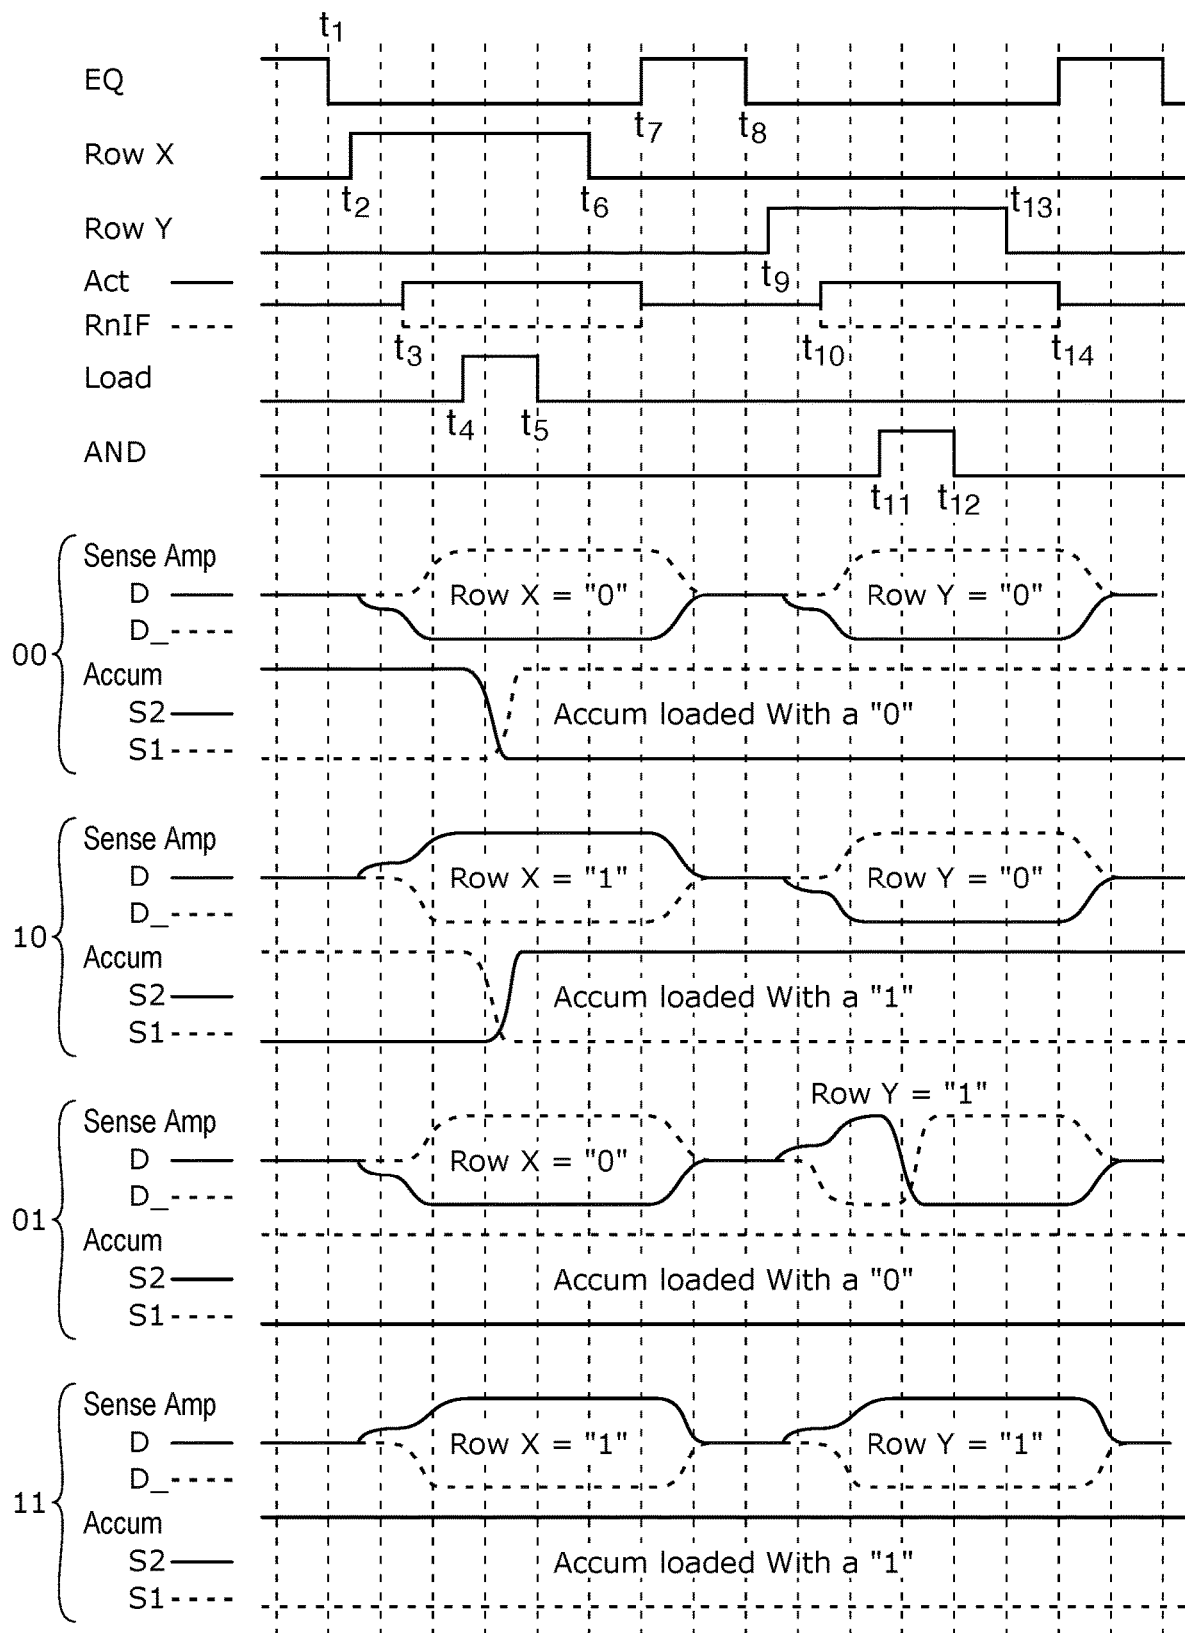 t1
EQ
t7 t8
Row X
t2 t6
Row Y t13
t9
Act
RnIF
t3 t10 t14
Load
t4 t5
AND
t11 t12
Sense Amp
D Row X = "0" Row Y = "0"
D_
00
Accum
S2 Accum loaded With a "0"
S1
Sense Amp
D Row X = "1" Row Y = "0"
D_
10
Accum
S2 Accum loaded With a "1"
S1
Row Y = "1"
Sense Amp
D Row X = "0"
D_
01
Accum
S2 Accum loaded With a "0"
S1
Sense Amp
D Row X = "1" Row Y = "1"
D_
11
Accum
S2 Accum loaded With a "1"
S1